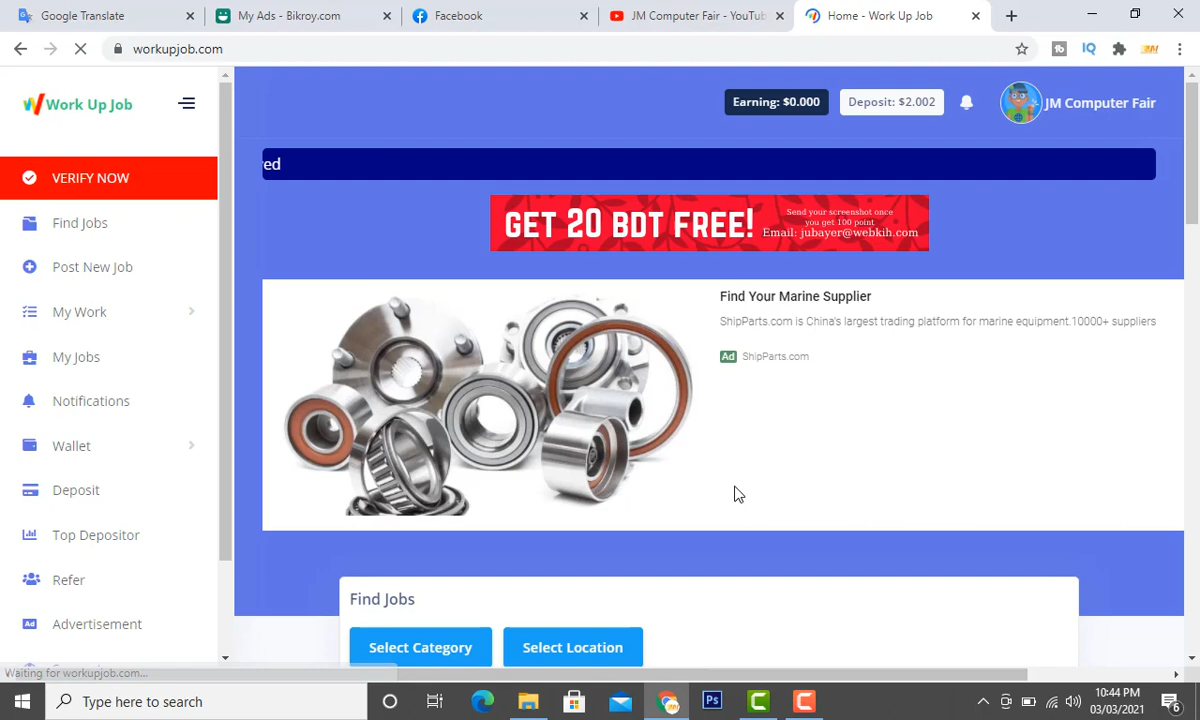 Google Translate
My Ads - Bikroy.com
Facebook
JM Computer Fair - YouTub
Home - Work Up Job
workupjob.com
Work Up Job
Earning: $0.000
Deposit: $2.002
JM Computer Fair
VERIFY NOW
Find Jobs
Post New Job
My Work
My Jobs
Notifications
Wallet
Deposit
Top Depositor
Refer
Advertisement
red
GET 20 BDT FREE!
Send your screenshot once
you get 100 point
Email: jubayer@webkih.com
Find Your Marine Supplier
ShipParts.com is China's largest trading platform for marine equipment.10000+ suppliers
Ad ShipParts.com
Find Jobs
Select Category
Select Location
Waiting for workupjob.com...
Type here to search
Ps
10:44 PM
03/03/2021
6